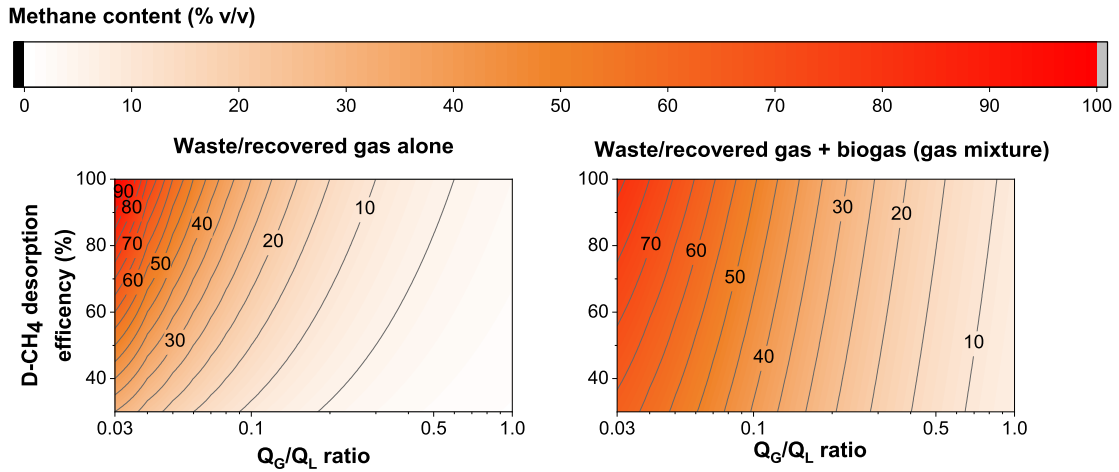 Methane content (% v/v)
0 10 20 30 40 50 60 70 80 90 100
Waste/recovered gas alone
Waste/recovered gas + biogas (gas mixture)
D-CH4 desorption
efficency (%)
100
80
60
40
90
80
70
60
50
40
30
20
10
0.03 0.1 0.5 1.0
QG/QL ratio
100
80
60
40
70
60
50
40
30
20
10
0.03 0.1 0.5 1.0
QG/QL ratio